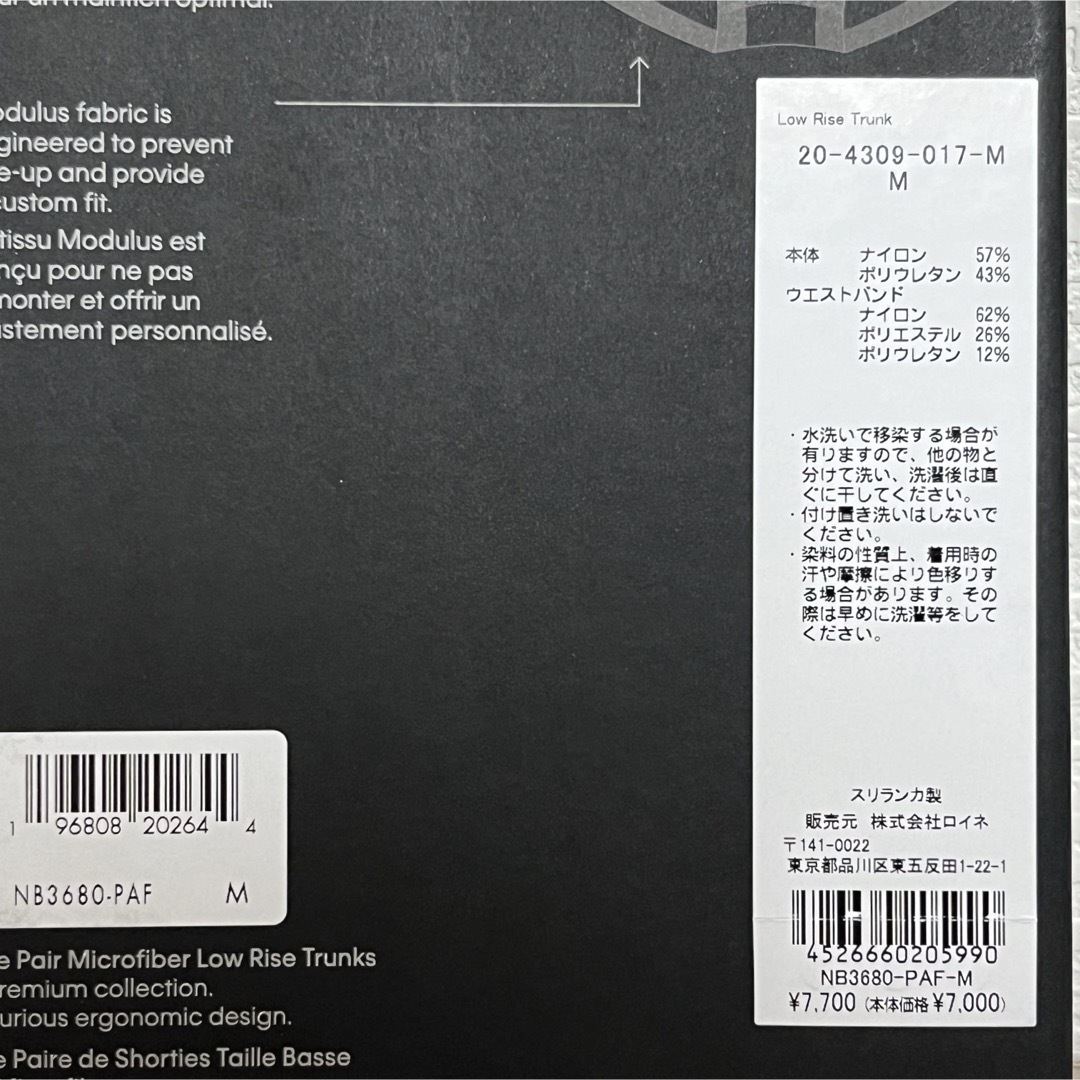 optimal.
fabric is
to prevent
and provide
custom fit.
tissu Modulus est
pour ne pas
et offrir un
personnalisé.
Low Rise Trunk
20-4309-017-M
M
本体 ナイロン 57%
ポリウレタン 43%
ウエストバンド
ナイロン 62%
ポリエステル 26%
ポリウレタン 12%
・水洗いで移染する場合が
有りますので、他の物と
分けて洗い、洗濯後は直
ぐに干してください。
・付け置き洗いはしないで
ください。
・染料の性質上、着用時の
汗や摩擦により色移りす
る場合があります。その
際は早めに洗濯等をして
ください。
スリランカ製
販売元 株式会社ロイネ
〒141-0022
東京都品川区東五反田1-22-1
4526660205990
NB3680-PAF-M
¥7,700 (本体価格¥7,000)
1 96808 20264 4
NB3680-PAF M
Pair Microfiber Low Rise Trunks
collection.
ergonomic design.
Paire de Shorties Taille Basse